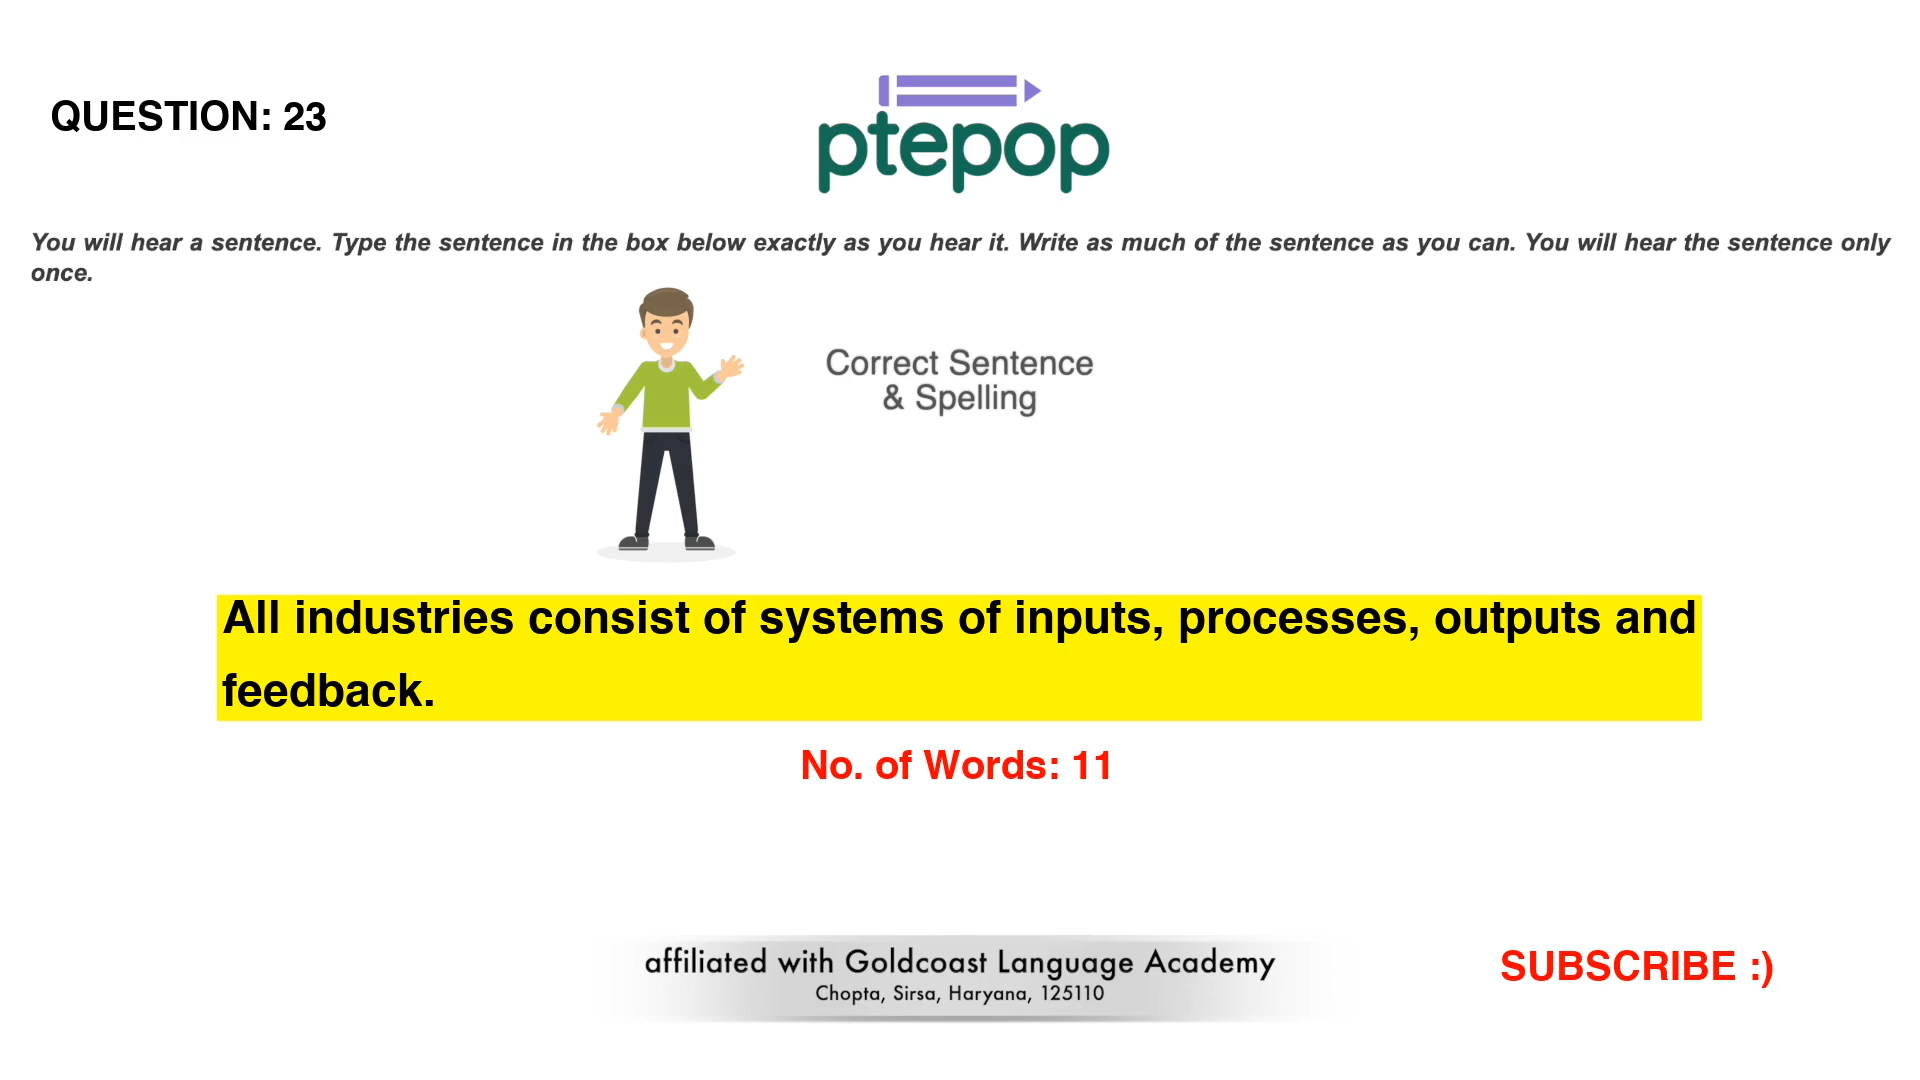 QUESTION: 23
ptepop
You will hear a sentence. Type the sentence in the box below exactly as you hear it. Write as much of the sentence as you can. You will hear the sentence only
once.
Correct Sentence
& Spelling
All industries consist of systems of inputs, processes, outputs and
feedback.
No. of Words: 11
affiliated with Goldcoast Language Academy
Chopta, Sirsa, Haryana, 125110
SUBSCRIBE :)